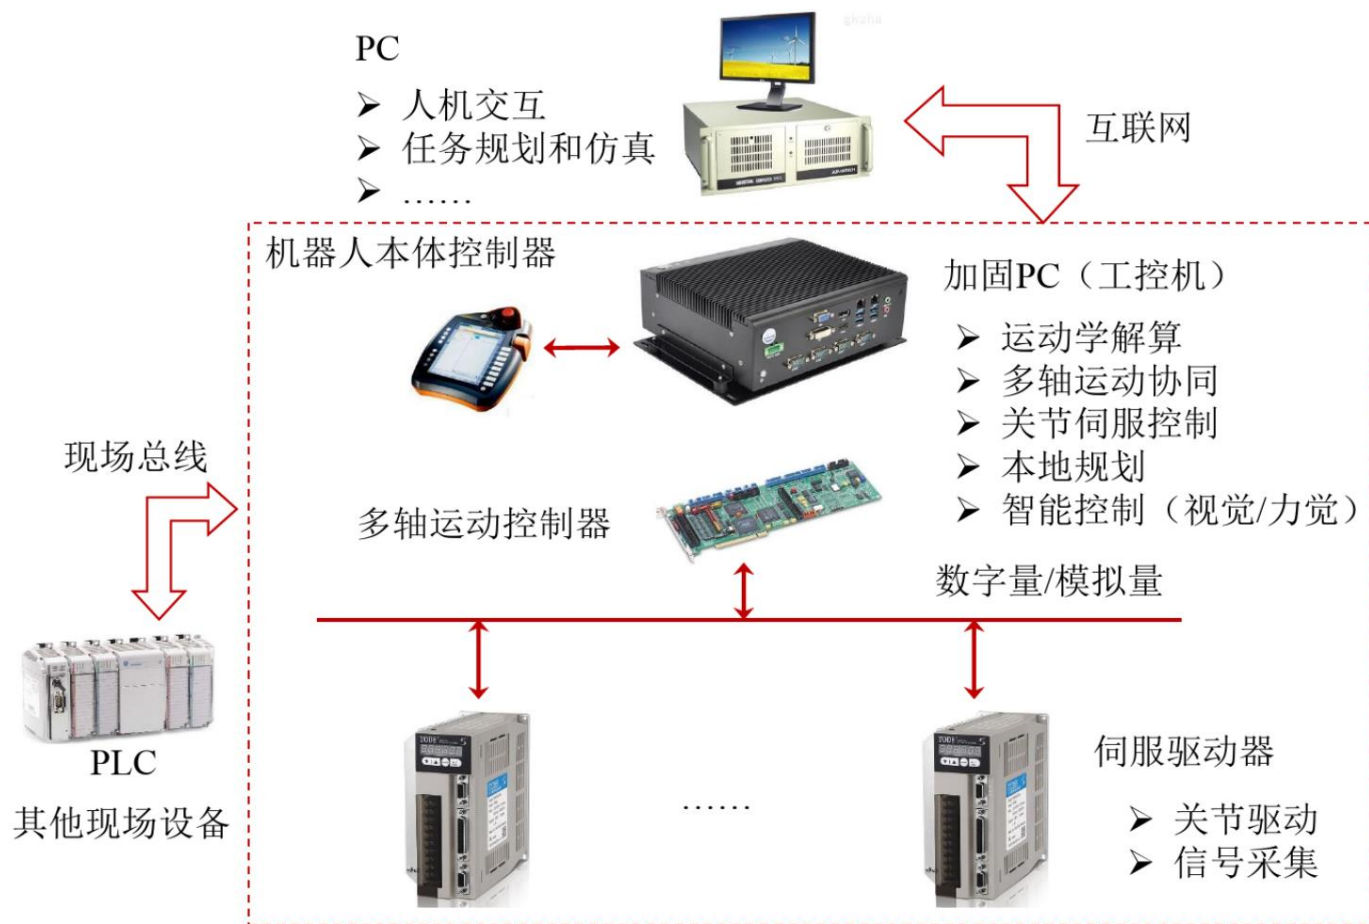 PC
➢ 人机交互
➢ 任务规划和仿真
➢ ……
互联网
机器人本体控制器
加固PC（工控机）
➢ 运动学解算
➢ 多轴运动协同
➢ 关节伺服控制
➢ 本地规划
➢ 智能控制（视觉/力觉）
现场总线
多轴运动控制器
数字量/模拟量
PLC
其他现场设备
……
伺服驱动器
➢ 关节驱动
➢ 信号采集